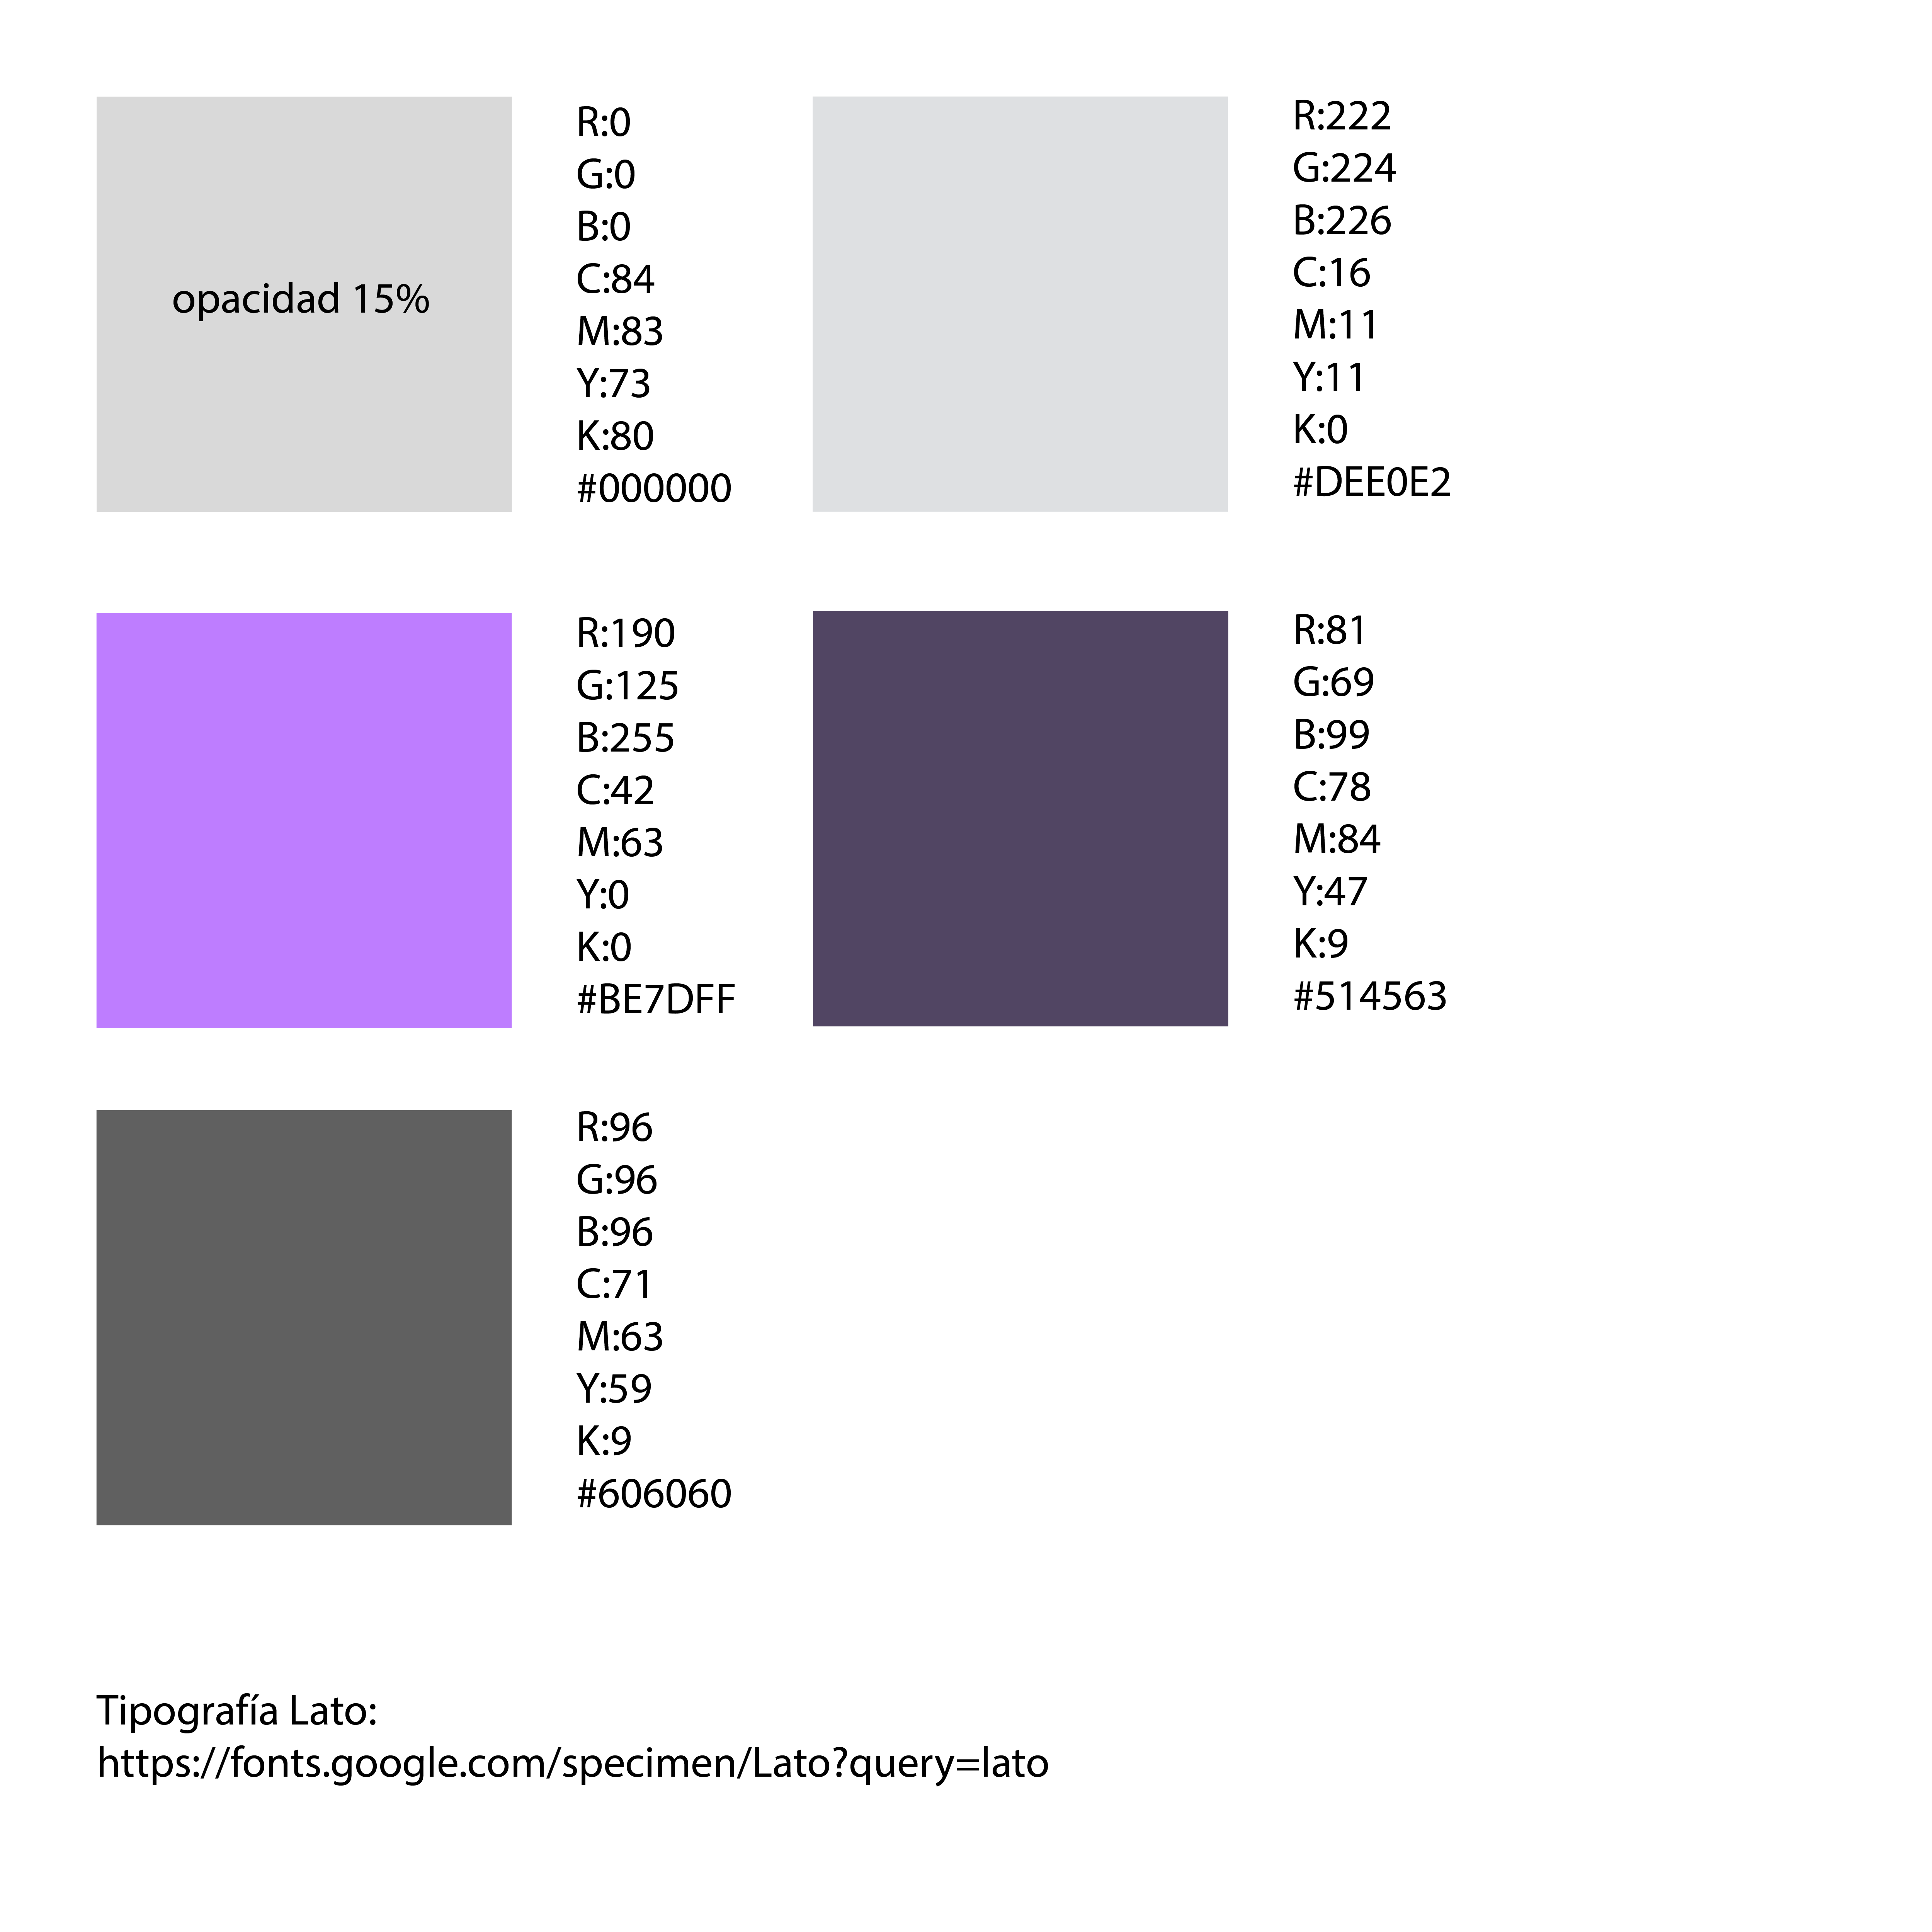 opacidad 15%
R:0
G:0
B:0
C:84
M:83
Y:73
K:80
#000000
R:222
G:224
B:226
C:16
M:11
Y:11
K:0
#DEE0E2
R:190
G:125
B:255
C:42
M:63
Y:0
K:0
#BE7DFF
R:81
G:69
B:99
C:78
M:84
Y:47
K:9
#514563
R:96
G:96
B:96
C:71
M:63
Y:59
K:9
#606060
Tipografía Lato:
https://fonts.google.com/specimen/Lato?query=lato